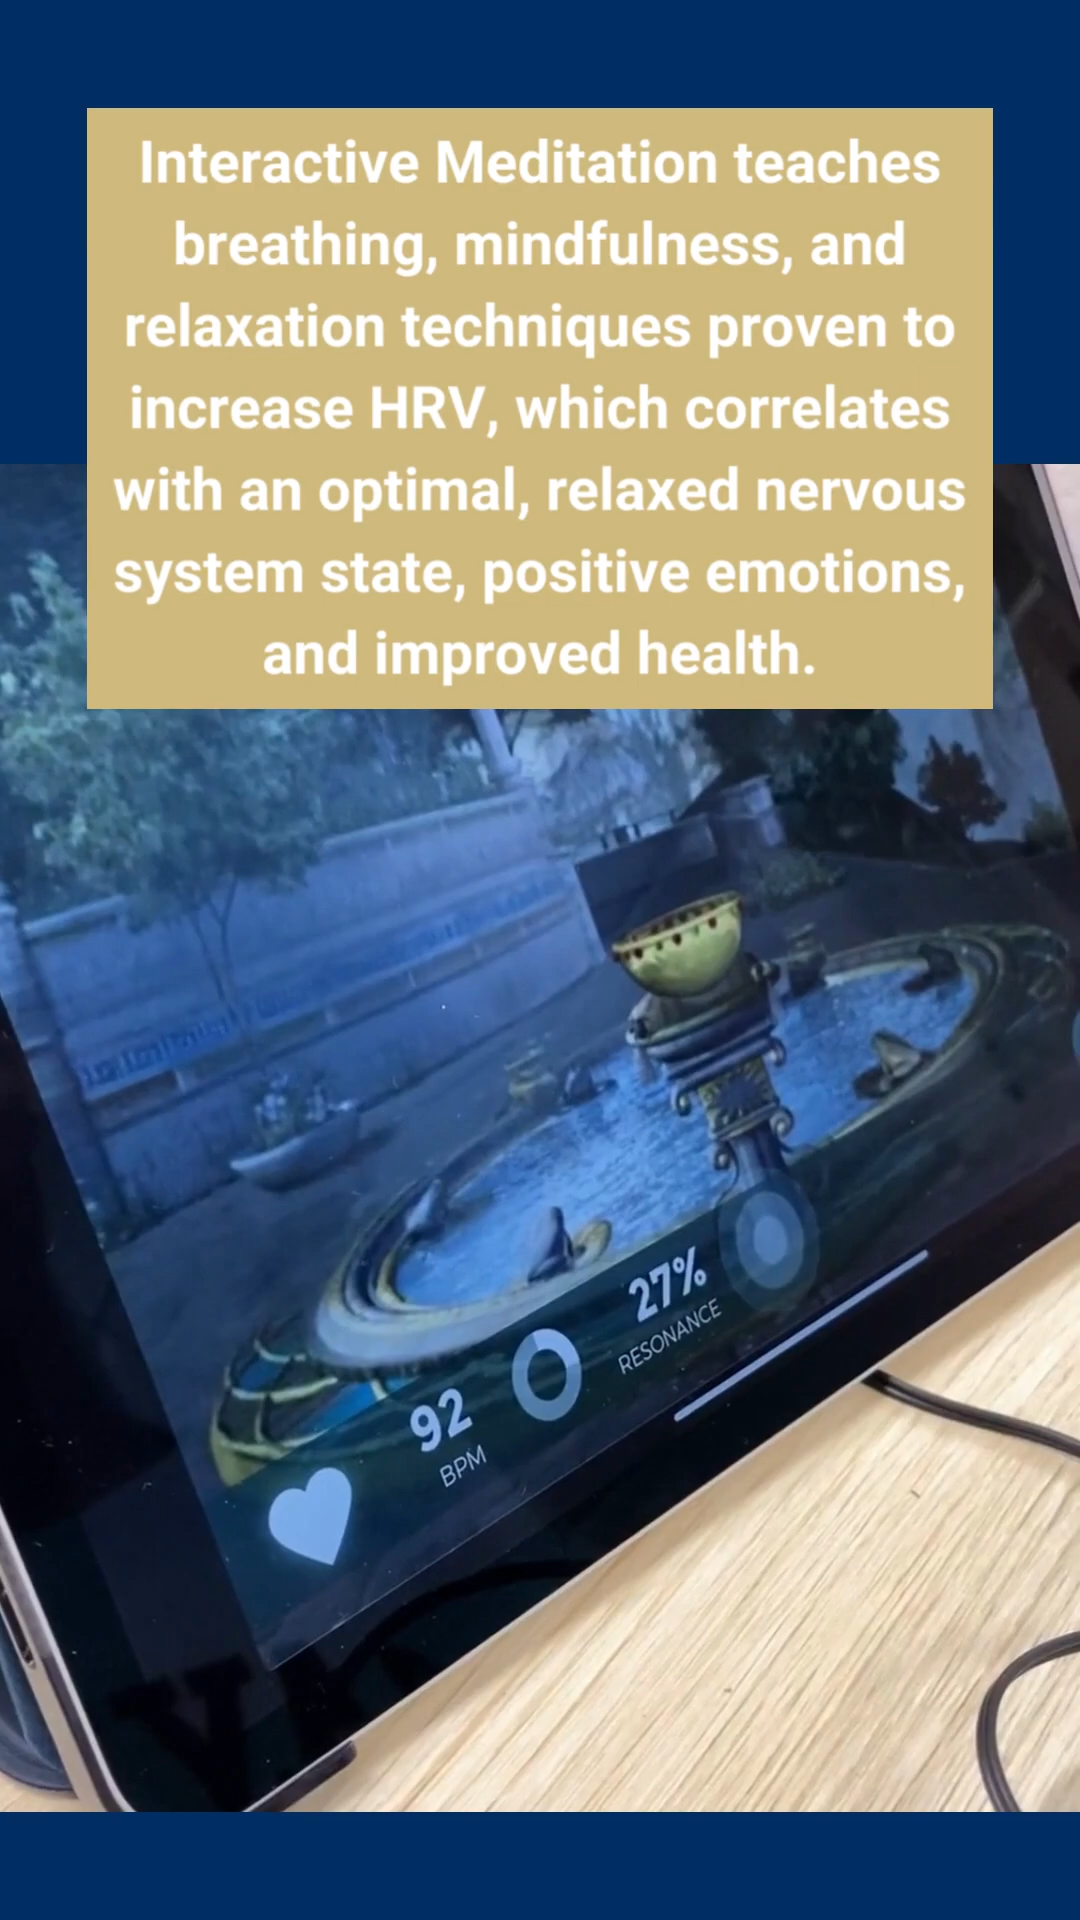 Interactive Meditation teaches
breathing, mindfulness, and
relaxation techniques proven to
increase HRV, which correlates
with an optimal, relaxed nervous
system state, positive emotions,
and improved health.
27%
RESONANCE
92
BPM